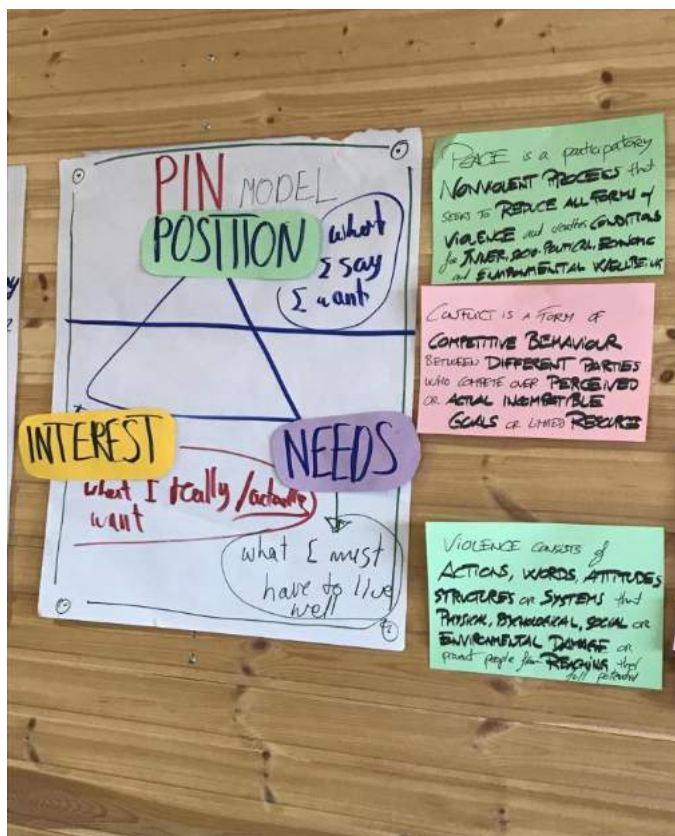 PIN MODEL
POSITION
what
I say
I want
INTEREST
NEEDS
what I really/actually
want
what I must
have to live
well
PEACE is a participatory
NONVIOLENT PROCESS that
seeks to REDUCE ALL FORMS of
VIOLENCE and creates CONDITIONS
for INNER, SOCIO-POLITICAL, ECONOMIC
and ENVIRONMENTAL WELLBEING
CONFLICT IS A FORM OF
COMPETITIVE BEHAVIOUR
BETWEEN DIFFERENT PARTIES
WHO COMPETE OVER PERCEIVED
OR ACTUAL INCOMPATIBLE
GOALS OR LIMITED RESOURCES
VIOLENCE CONSISTS of
ACTIONS, WORDS, ATTITUDES
STRUCTURES or SYSTEMS that
PHYSICAL, PSYCHOLOGICAL, SOCIAL or
ENVIRONMENTAL DAMAGE or
prevent people from REACHING their
full potential